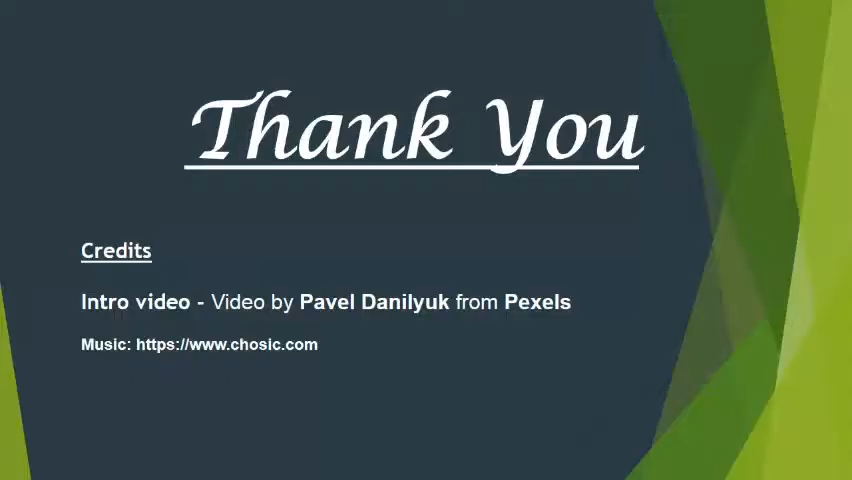 Thank You
Credits
Intro video - Video by Pavel Danilyuk from Pexels
Music: https://www.chosic.com